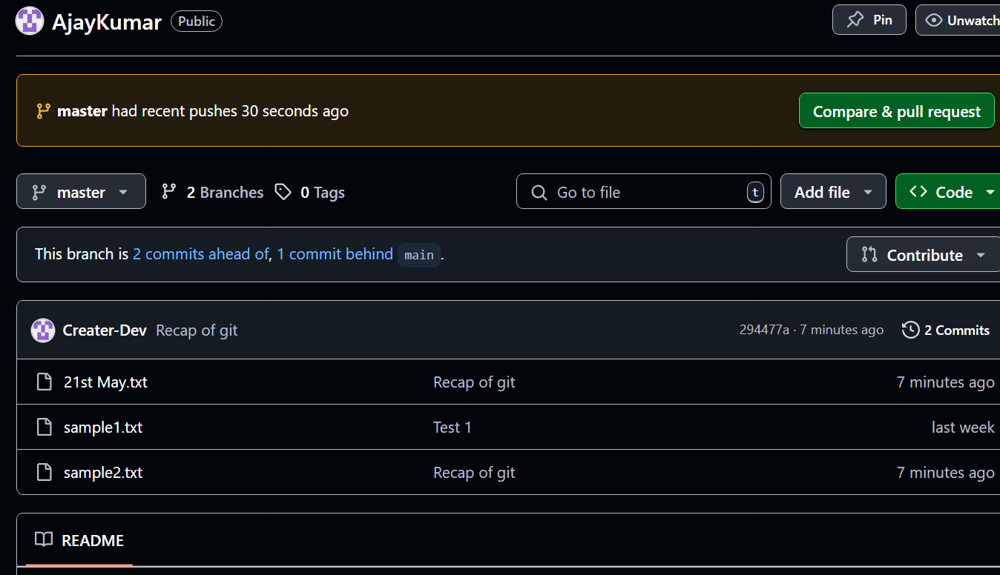 AjayKumar Public Pin Unwatch
master had recent pushes 30 seconds ago Compare & pull request
master 2 Branches 0 Tags Go to file t Add file Code
This branch is 2 commits ahead of, 1 commit behind main . Contribute
Creater-Dev Recap of git 294477a · 7 minutes ago 2 Commits
21st May.txt Recap of git 7 minutes ago
sample1.txt Test 1 last week
sample2.txt Recap of git 7 minutes ago
README